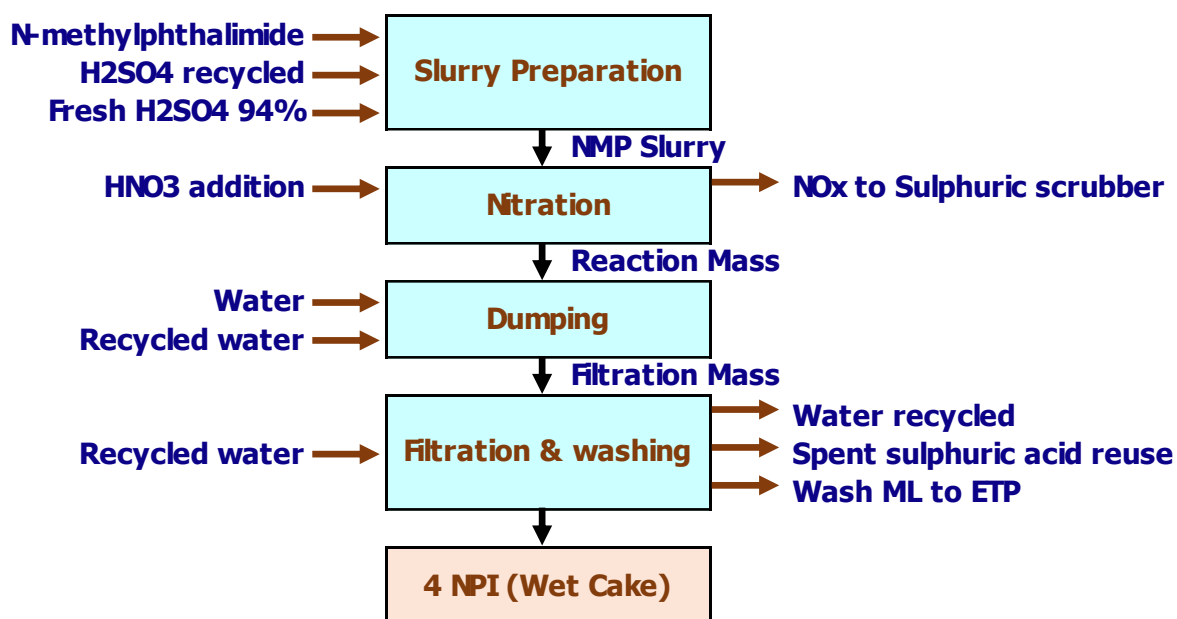 N-methylphthalimide
H2SO4 recycled
Fresh H2SO4 94%
Slurry Preparation
NMP Slurry
HNO3 addition
Nitration
NOx to Sulphuric scrubber
Reaction Mass
Water
Recycled water
Dumping
Filtration Mass
Recycled water
Filtration & washing
Water recycled
Spent sulphuric acid reuse
Wash ML to ETP
4 NPI (Wet Cake)